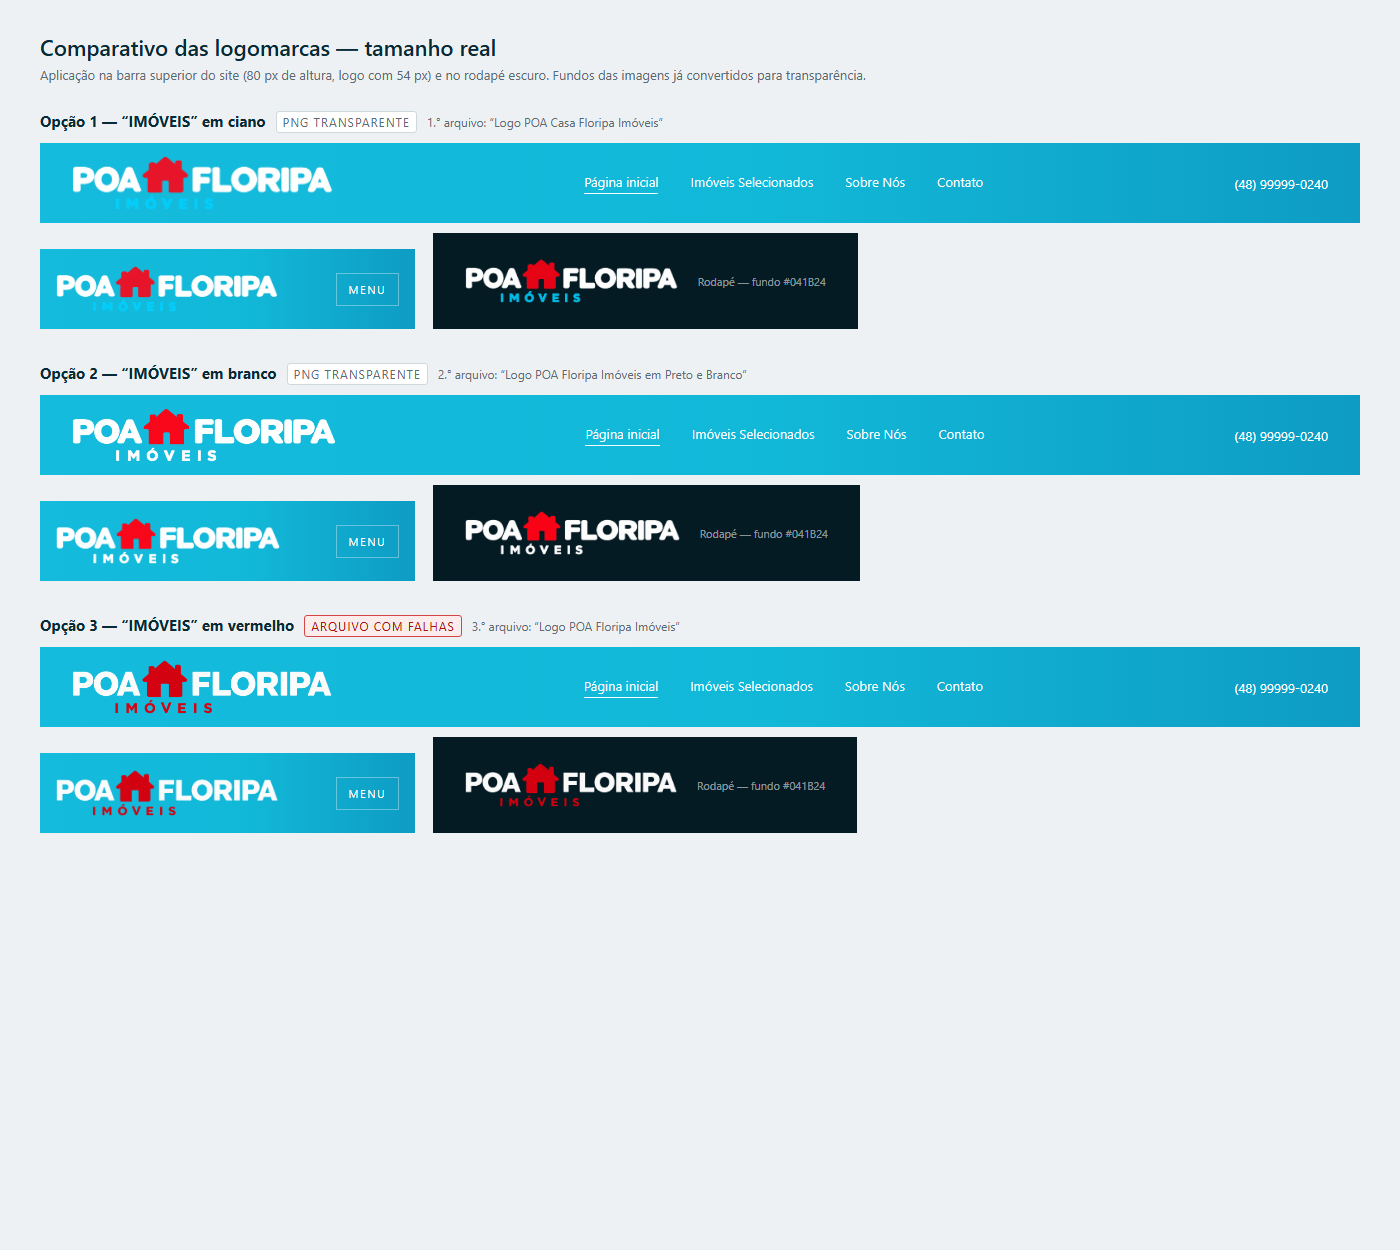 Comparativo das logomarcas — tamanho real
Aplicação na barra superior do site (80 px de altura, logo com 54 px) e no rodapé escuro. Fundos das imagens já convertidos para transparência.
Opção 1 — “IMÓVEIS” em ciano PNG TRANSPARENTE 1.° arquivo: “Logo POA Casa Floripa Imóveis”
POA FLORIPA
IMÓVEIS
Página inicial Imóveis Selecionados Sobre Nós Contato (48) 99999-0240
POA FLORIPA
IMÓVEIS
MENU
POA FLORIPA
IMÓVEIS
Rodapé — fundo #041B24
Opção 2 — “IMÓVEIS” em branco PNG TRANSPARENTE 2.° arquivo: “Logo POA Floripa Imóveis em Preto e Branco”
POA FLORIPA
IMÓVEIS
Página inicial Imóveis Selecionados Sobre Nós Contato (48) 99999-0240
POA FLORIPA
IMÓVEIS
MENU
POA FLORIPA
IMÓVEIS
Rodapé — fundo #041B24
Opção 3 — “IMÓVEIS” em vermelho ARQUIVO COM FALHAS 3.° arquivo: “Logo POA Floripa Imóveis”
POA FLORIPA
IMÓVEIS
Página inicial Imóveis Selecionados Sobre Nós Contato (48) 99999-0240
POA FLORIPA
IMÓVEIS
MENU
POA FLORIPA
IMÓVEIS
Rodapé — fundo #041B24